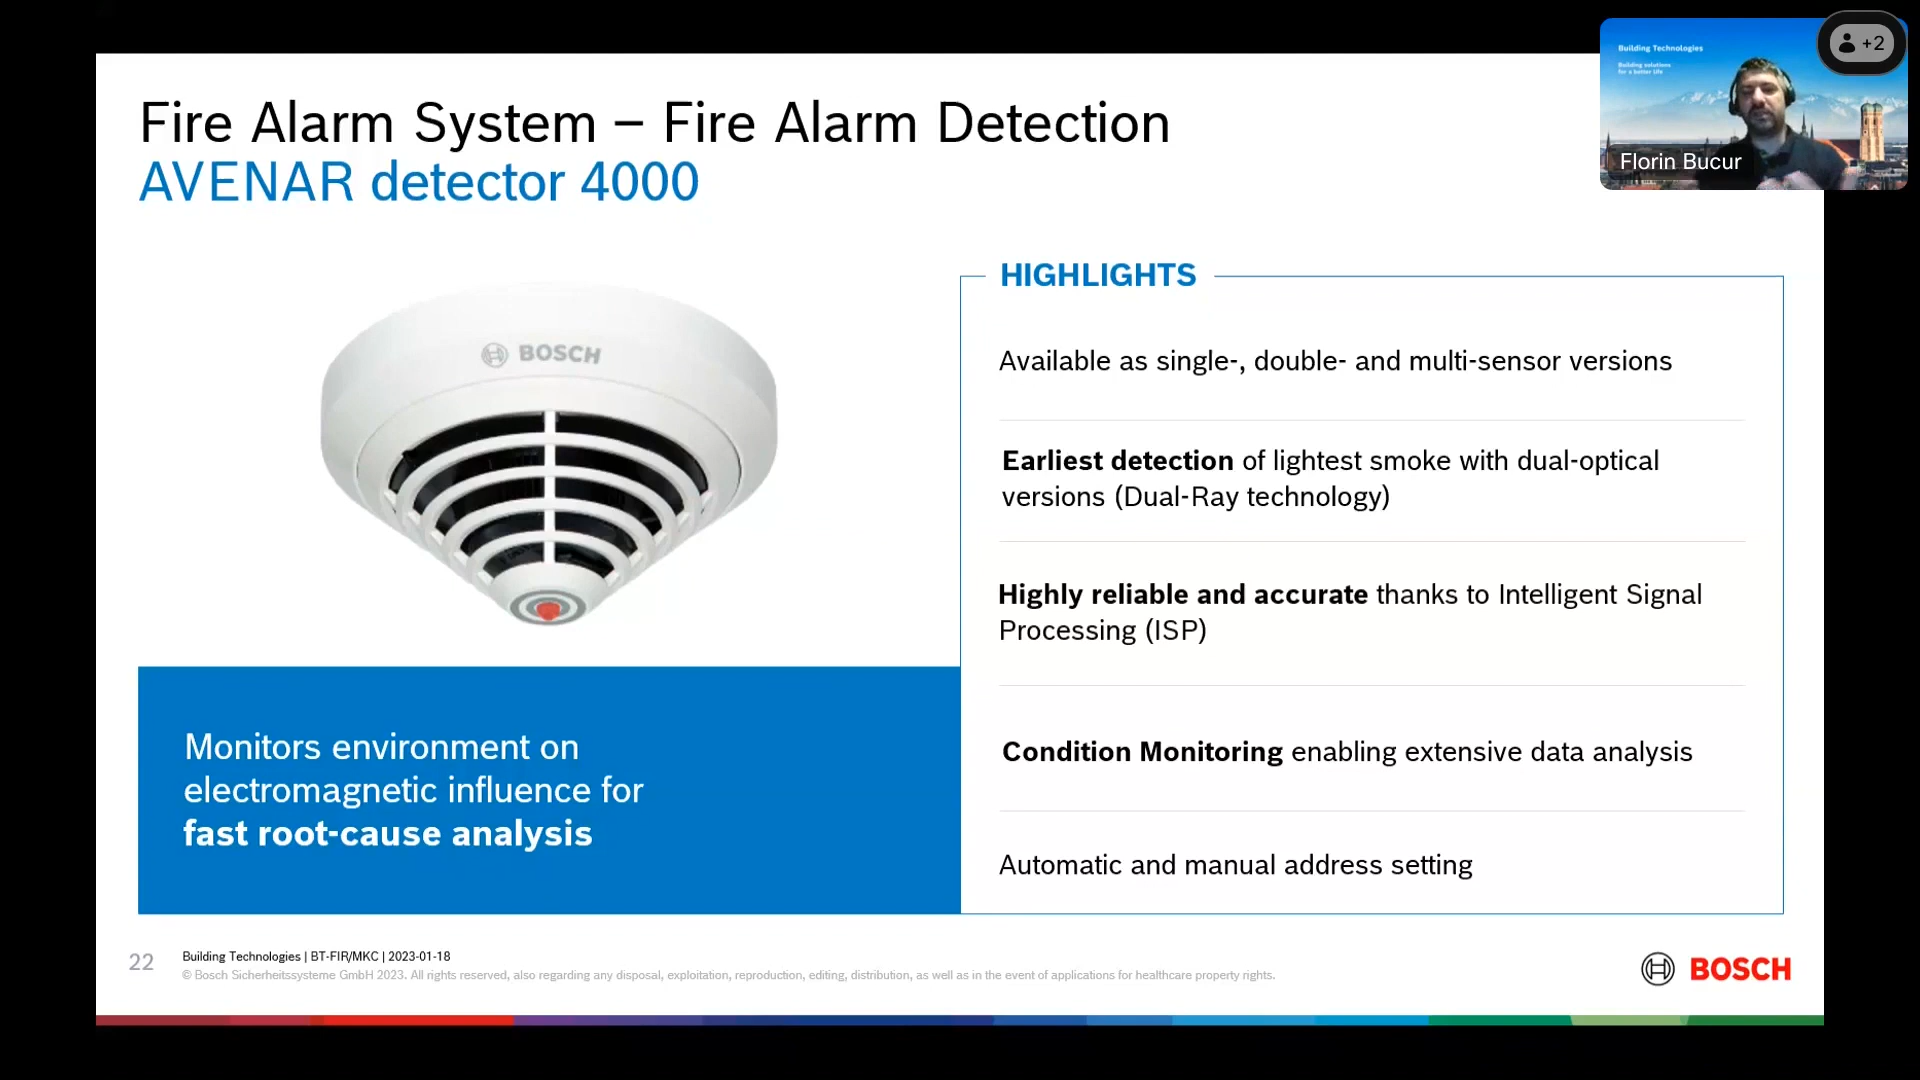 Building Technologies
Building solutions
for a better life
+2
Florin Bucur
Fire Alarm System – Fire Alarm Detection
AVENAR detector 4000
BOSCH
HIGHLIGHTS
Available as single-, double- and multi-sensor versions
Earliest detection of lightest smoke with dual-optical
versions (Dual-Ray technology)
Highly reliable and accurate thanks to Intelligent Signal
Processing (ISP)
Condition Monitoring enabling extensive data analysis
Automatic and manual address setting
Monitors environment on
electromagnetic influence for
fast root-cause analysis
22
Building Technologies | BT-FIR/MKC | 2023-01-18
© Bosch Sicherheitssysteme GmbH 2023. All rights reserved, also regarding any disposal, exploitation, reproduction, editing, distribution, as well as in the event of applications for healthcare property rights.
BOSCH